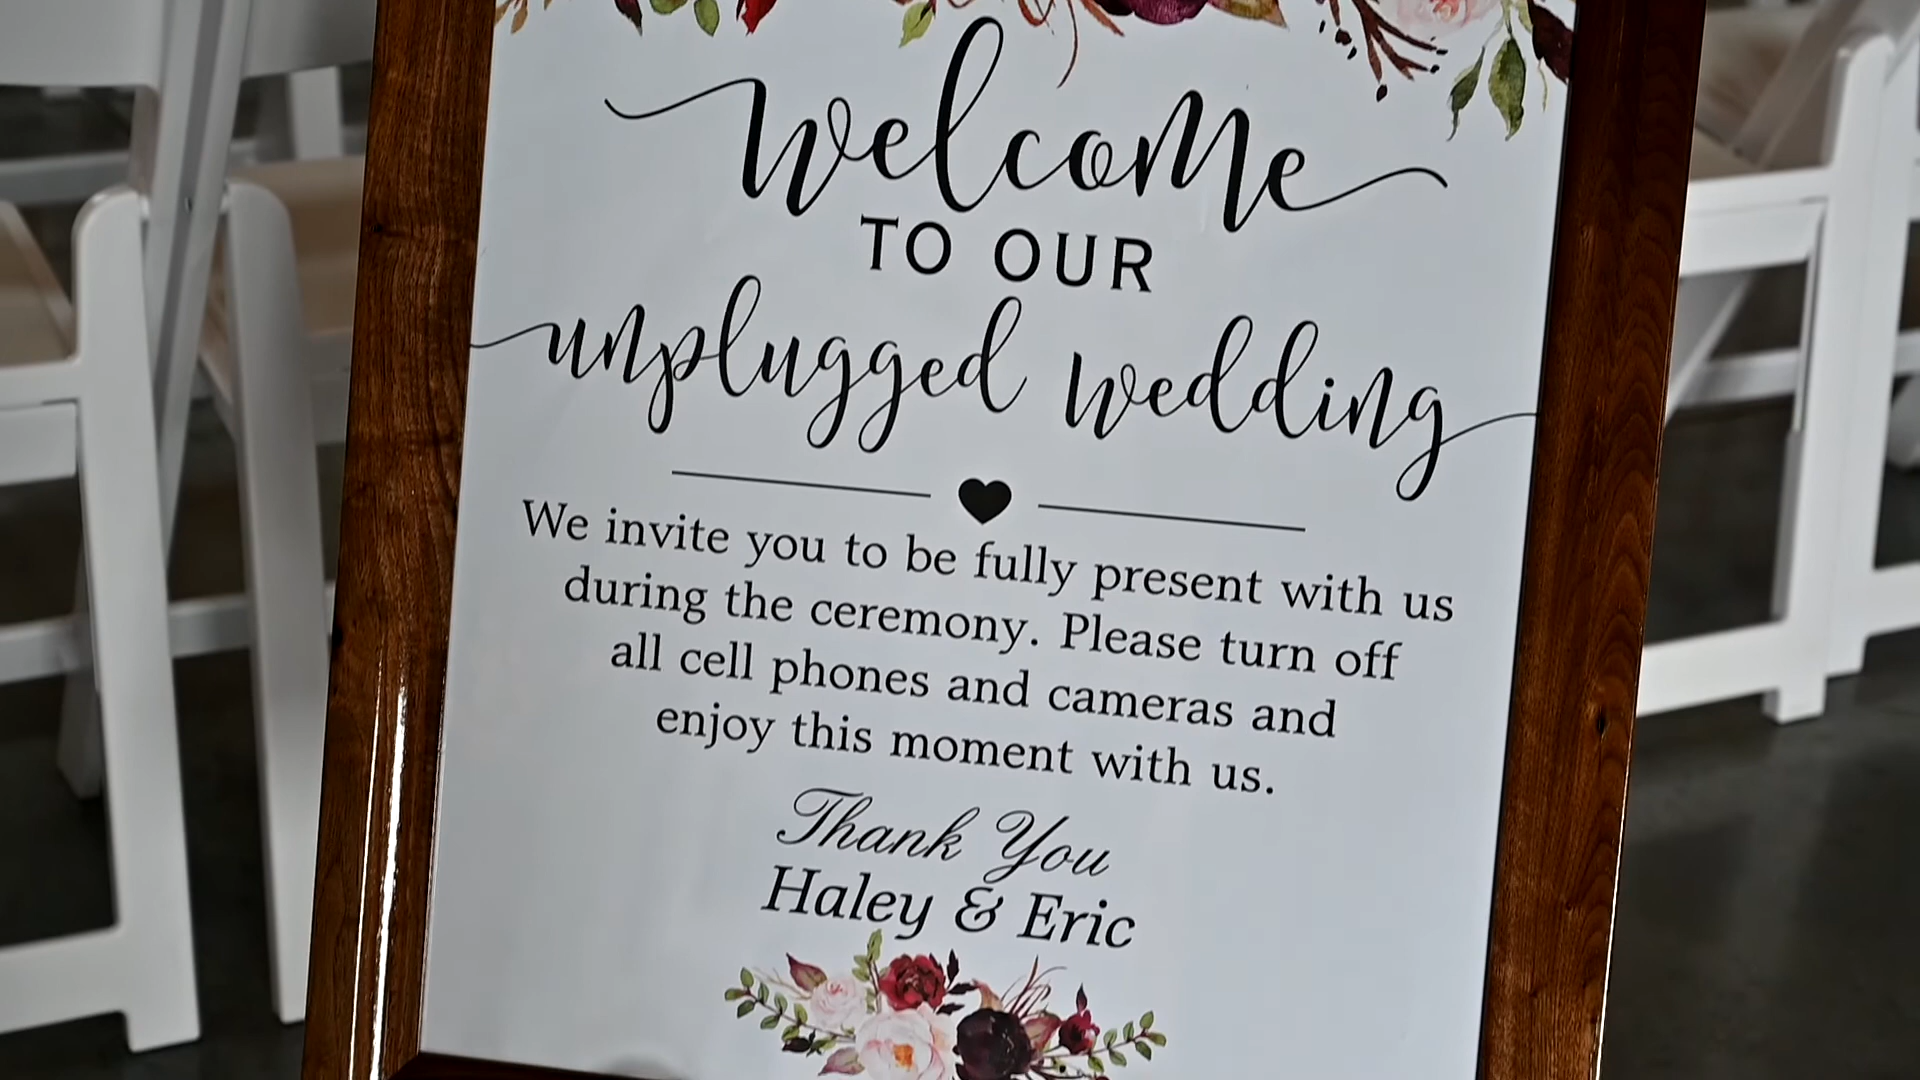 welcome
TO OUR
unplugged wedding
We invite you to be fully present with us
during the ceremony. Please turn off
all cell phones and cameras and
enjoy this moment with us.
Thank You
Haley & Eric